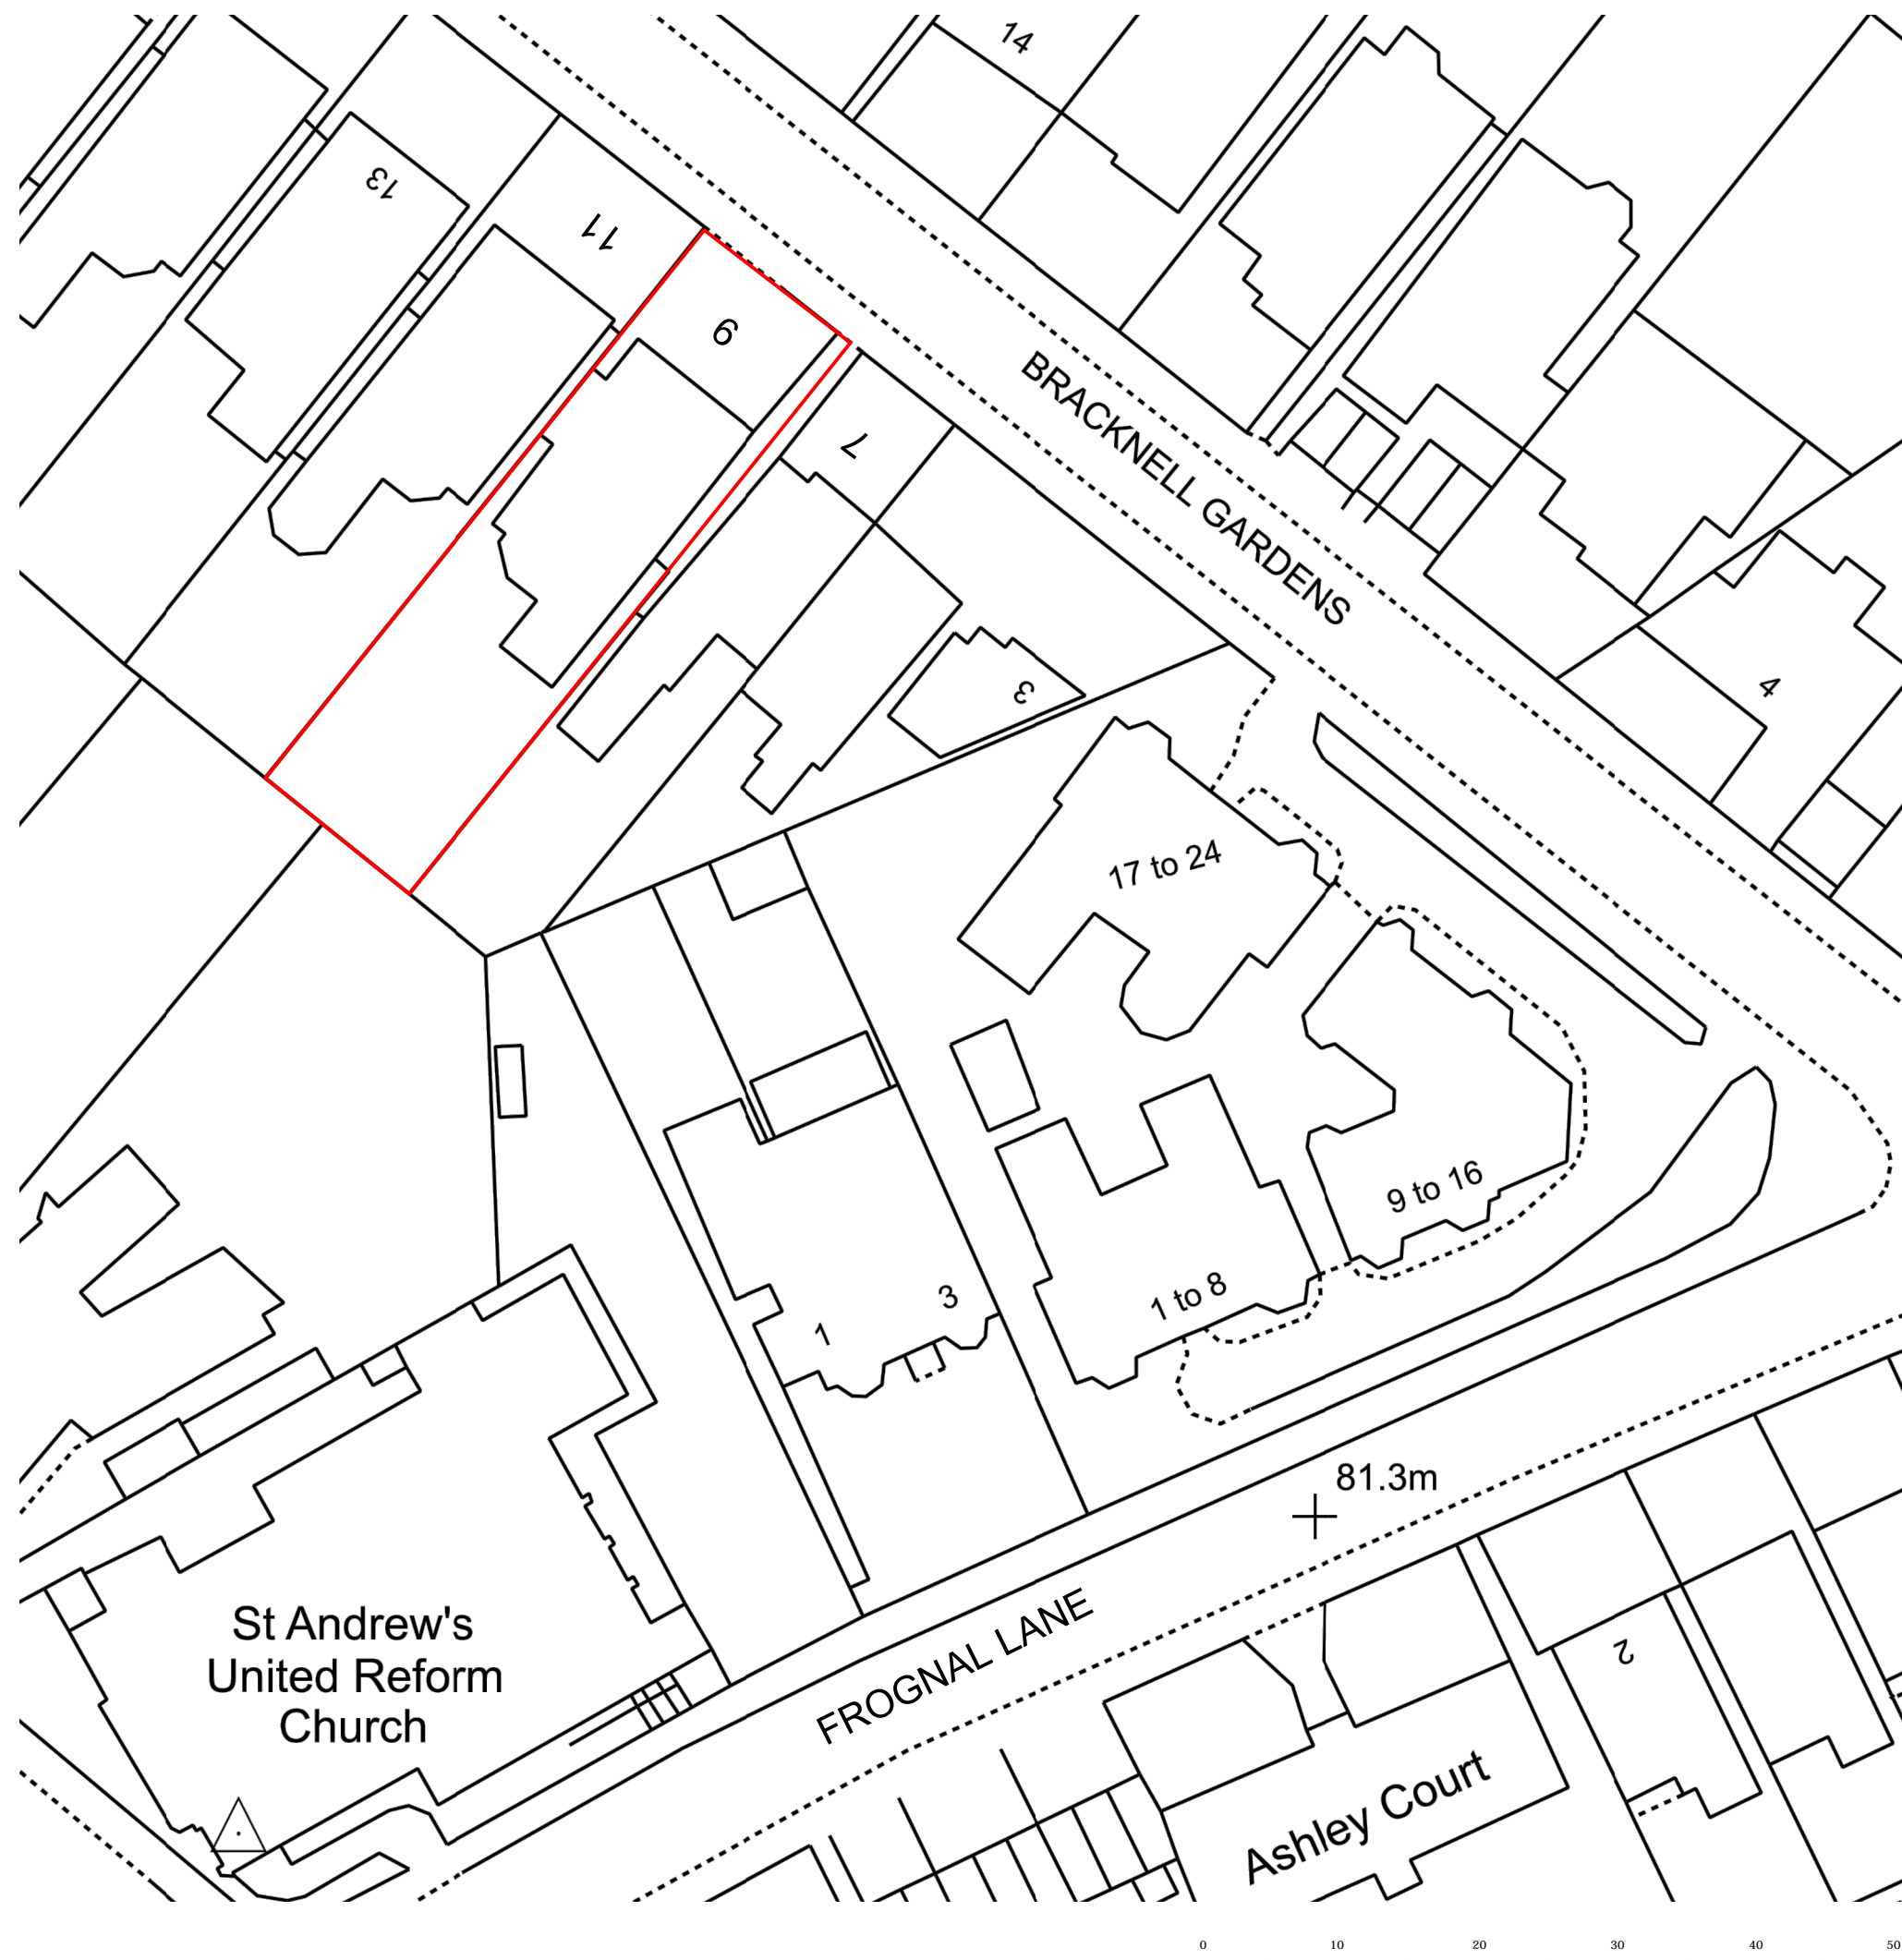 14
13
11
9
BRACKNELL GARDENS
7
3
4
17 to 24
9 to 16
1 to 8
3
1
81.3m
St Andrew's
United Reform
Church
FROGNAL LANE
2
Ashley Court
0 10 20 30 40 50